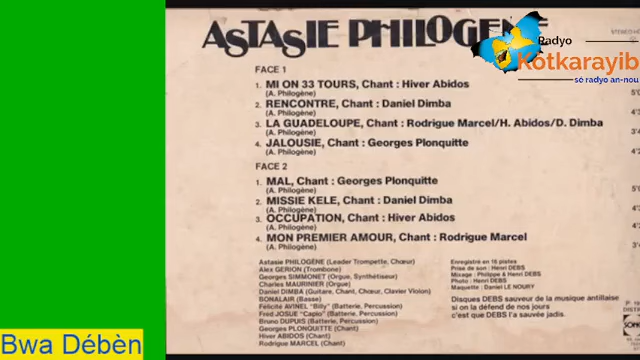 ASTASIE PHILOGENE
Radyo
Kotkarayib
sé radyo an-nou
FACE 1
1. MI ON 33 TOURS, Chant : Hiver Abidos
(A. Philogène)
2. RENCONTRE, Chant : Daniel Dimba
(A. Philogène)
3. LA GUADELOUPE, Chant : Rodrigue Marcel/H. Abidos/D. Dimba
(A. Philogène)
4. JALOUSIE, Chant : Georges Plonquitte
(A. Philogène)
FACE 2
1. MAL, Chant : Georges Plonquitte
(A. Philogène)
2. MISSIE KELE, Chant : Daniel Dimba
(A. Philogène)
3. OCCUPATION, Chant : Hiver Abidos
(A. Philogène)
4. MON PREMIER AMOUR, Chant : Rodrigue Marcel
(A. Philogène)
Astasie PHILOGÈNE (Leader Trompette, Chœur)
Alex GERION (Trombone)
Georges SIMMONET (Orgue, Synthétiseur)
Charles MAURINIER (Orgue)
Daniel DIMBA (Guitare, Chant, Chœur, Clavier Violon)
BONALAIR (Basse)
Félicité AVINEL "Billy" (Batterie, Percussion)
Fred JOSUE "Capio" (Batterie, Percussion)
Bruno DUPUIS (Batterie, Percussion)
Georges PLONQUITTE (Chant)
Hiver ABIDOS (Chant)
Rodrigue MARCEL (Chant)
Enregistré en 16 pistes
Prise de son : Henri DEBS
Mixage : Philippe & Henri DEBS
Photo : Henri DEBS
Maquette : Daniel LE NOURY
Disques DEBS sauveur de la musique antillaise
si on la défend de nos jours
c'est que DEBS l'a sauvée jadis.
Bwa Débèn